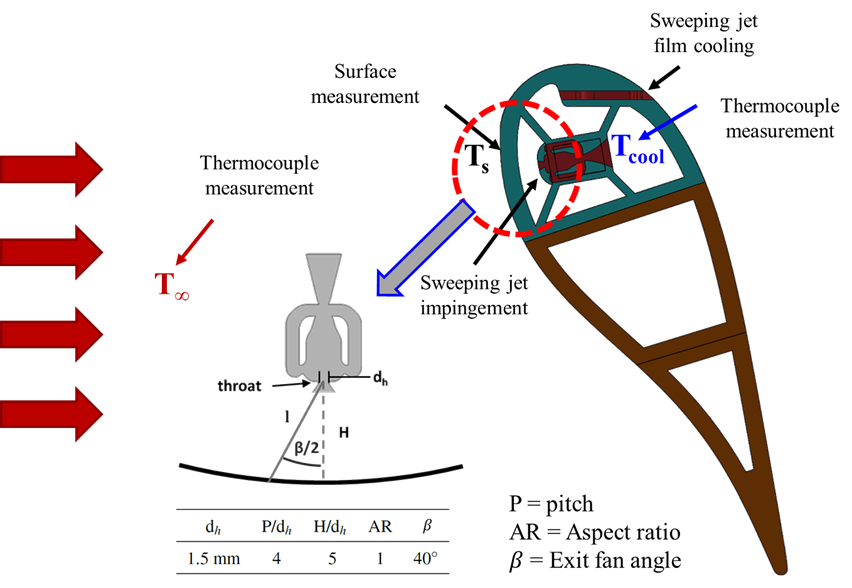 Sweeping jet
film cooling
Surface
measurement
Thermocouple
measurement
Thermocouple
measurement
T∞
Ts
Tcool
Sweeping jet
impingement
throat
dh
l
H
β/2
dh P/dh H/dh AR β
1.5 mm 4 5 1 40°
P = pitch
AR = Aspect ratio
β = Exit fan angle